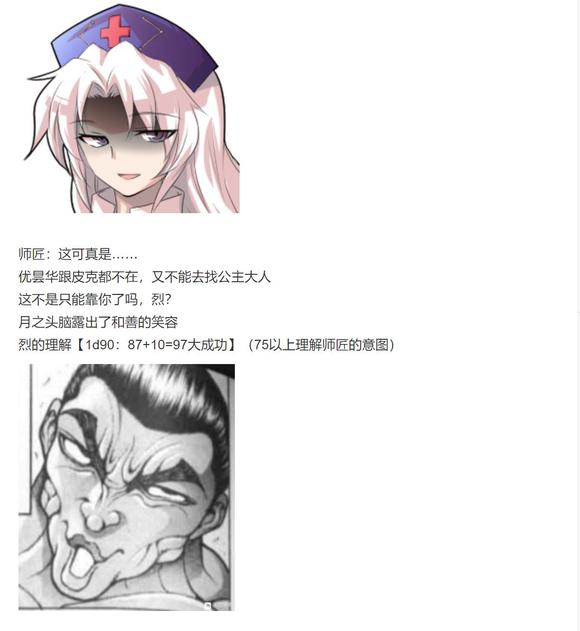 师匠：这可真是……
优昙华跟皮克都不在，又不能去找公主大人
这不是只能靠你了吗，烈？
月之头脑露出了和善的笑容
烈的理解【1d90：87+10=97大成功】（75以上理解师匠的意图）